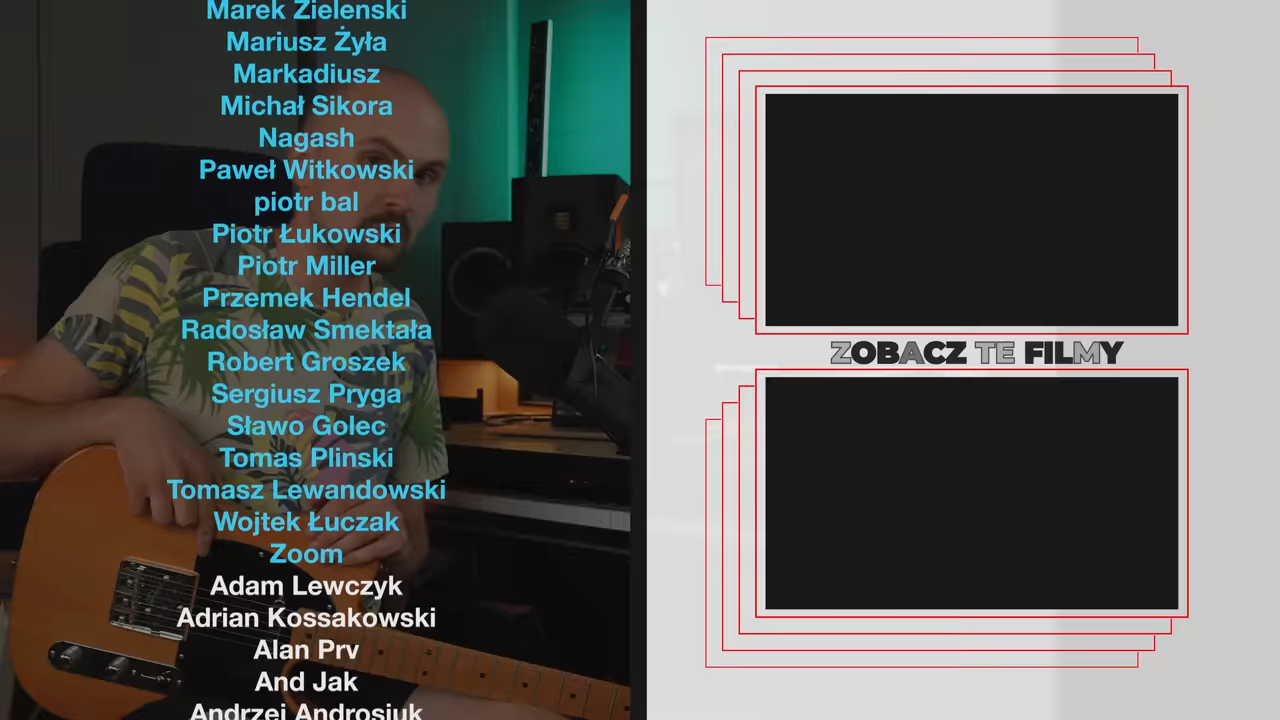 Marek Zielenski
Mariusz Żyła
Markadiusz
Michał Sikora
Nagash
Paweł Witkowski
piotr bal
Piotr Łukowski
Piotr Miller
Przemek Hendel
Radosław Smektała
Robert Groszek
Sergiusz Pryga
Sławo Golec
Tomas Plinski
Tomasz Lewandowski
Wojtek Łuczak
Zoom
Adam Lewczyk
Adrian Kossakowski
Alan Prv
And Jak
Andrzej Androsiuk
ZOBACZ TE FILMY